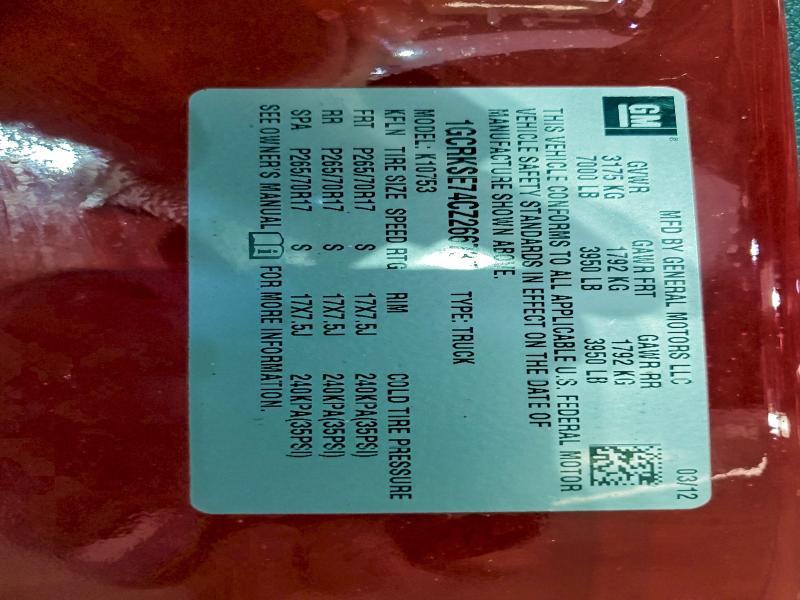 GM ®
MFD BY GENERAL MOTORS LLC 03/12
GVWR GAWR FRT GAWR RR
3175 KG 1792 KG 1792 KG
7000 LB 3950 LB 3950 LB
THIS VEHICLE CONFORMS TO ALL APPLICABLE U.S. FEDERAL MOTOR
VEHICLE SAFETY STANDARDS IN EFFECT ON THE DATE OF
MANUFACTURE SHOWN ABOVE.
TYPE: TRUCK
MODEL: K10753
KFLN TIRE SIZE SPEED RTG RIM COLD TIRE PRESSURE
FRT P265/70R17 S 17X7.5J 240KPA(35PSI)
RR P265/70R17 S 17X7.5J 240KPA(35PSI)
SPA P265/70R17 S 17X7.5J 240KPA(35PSI)
SEE OWNER'S MANUAL FOR MORE INFORMATION.